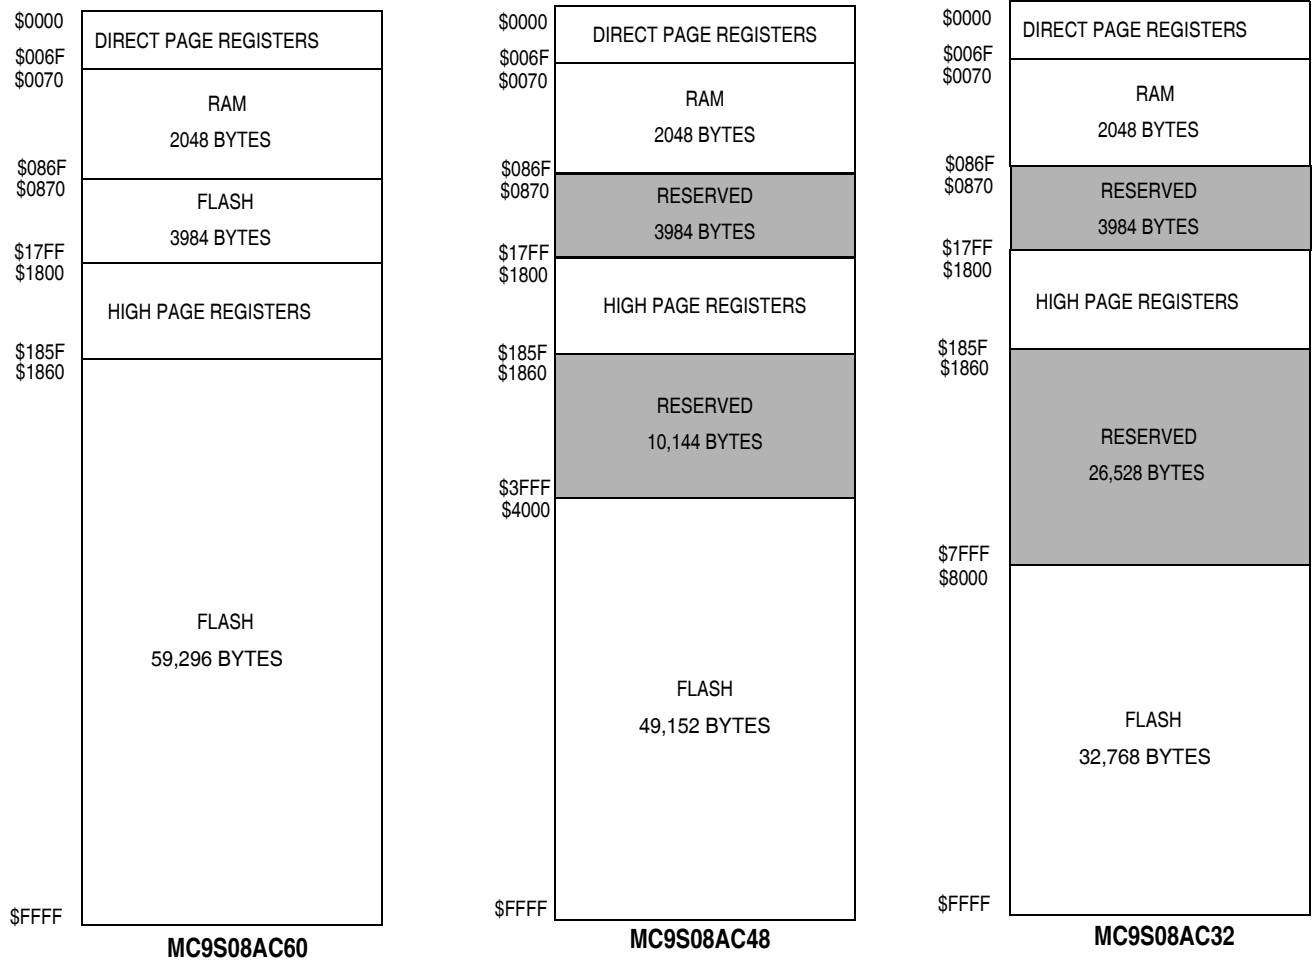 $0000
DIRECT PAGE REGISTERS
$006F
$0070
RAM
2048 BYTES
$086F
$0870
FLASH
3984 BYTES
$17FF
$1800
HIGH PAGE REGISTERS
$185F
$1860
FLASH
59,296 BYTES
$FFFF
MC9S08AC60
$0000
DIRECT PAGE REGISTERS
$006F
$0070
RAM
2048 BYTES
$086F
$0870
RESERVED
3984 BYTES
$17FF
$1800
HIGH PAGE REGISTERS
$185F
$1860
RESERVED
10,144 BYTES
$3FFF
$4000
FLASH
49,152 BYTES
$FFFF
MC9S08AC48
$0000
DIRECT PAGE REGISTERS
$006F
$0070
RAM
2048 BYTES
$086F
$0870
RESERVED
3984 BYTES
$17FF
$1800
HIGH PAGE REGISTERS
$185F
$1860
RESERVED
26,528 BYTES
$7FFF
$8000
FLASH
32,768 BYTES
$FFFF
MC9S08AC32